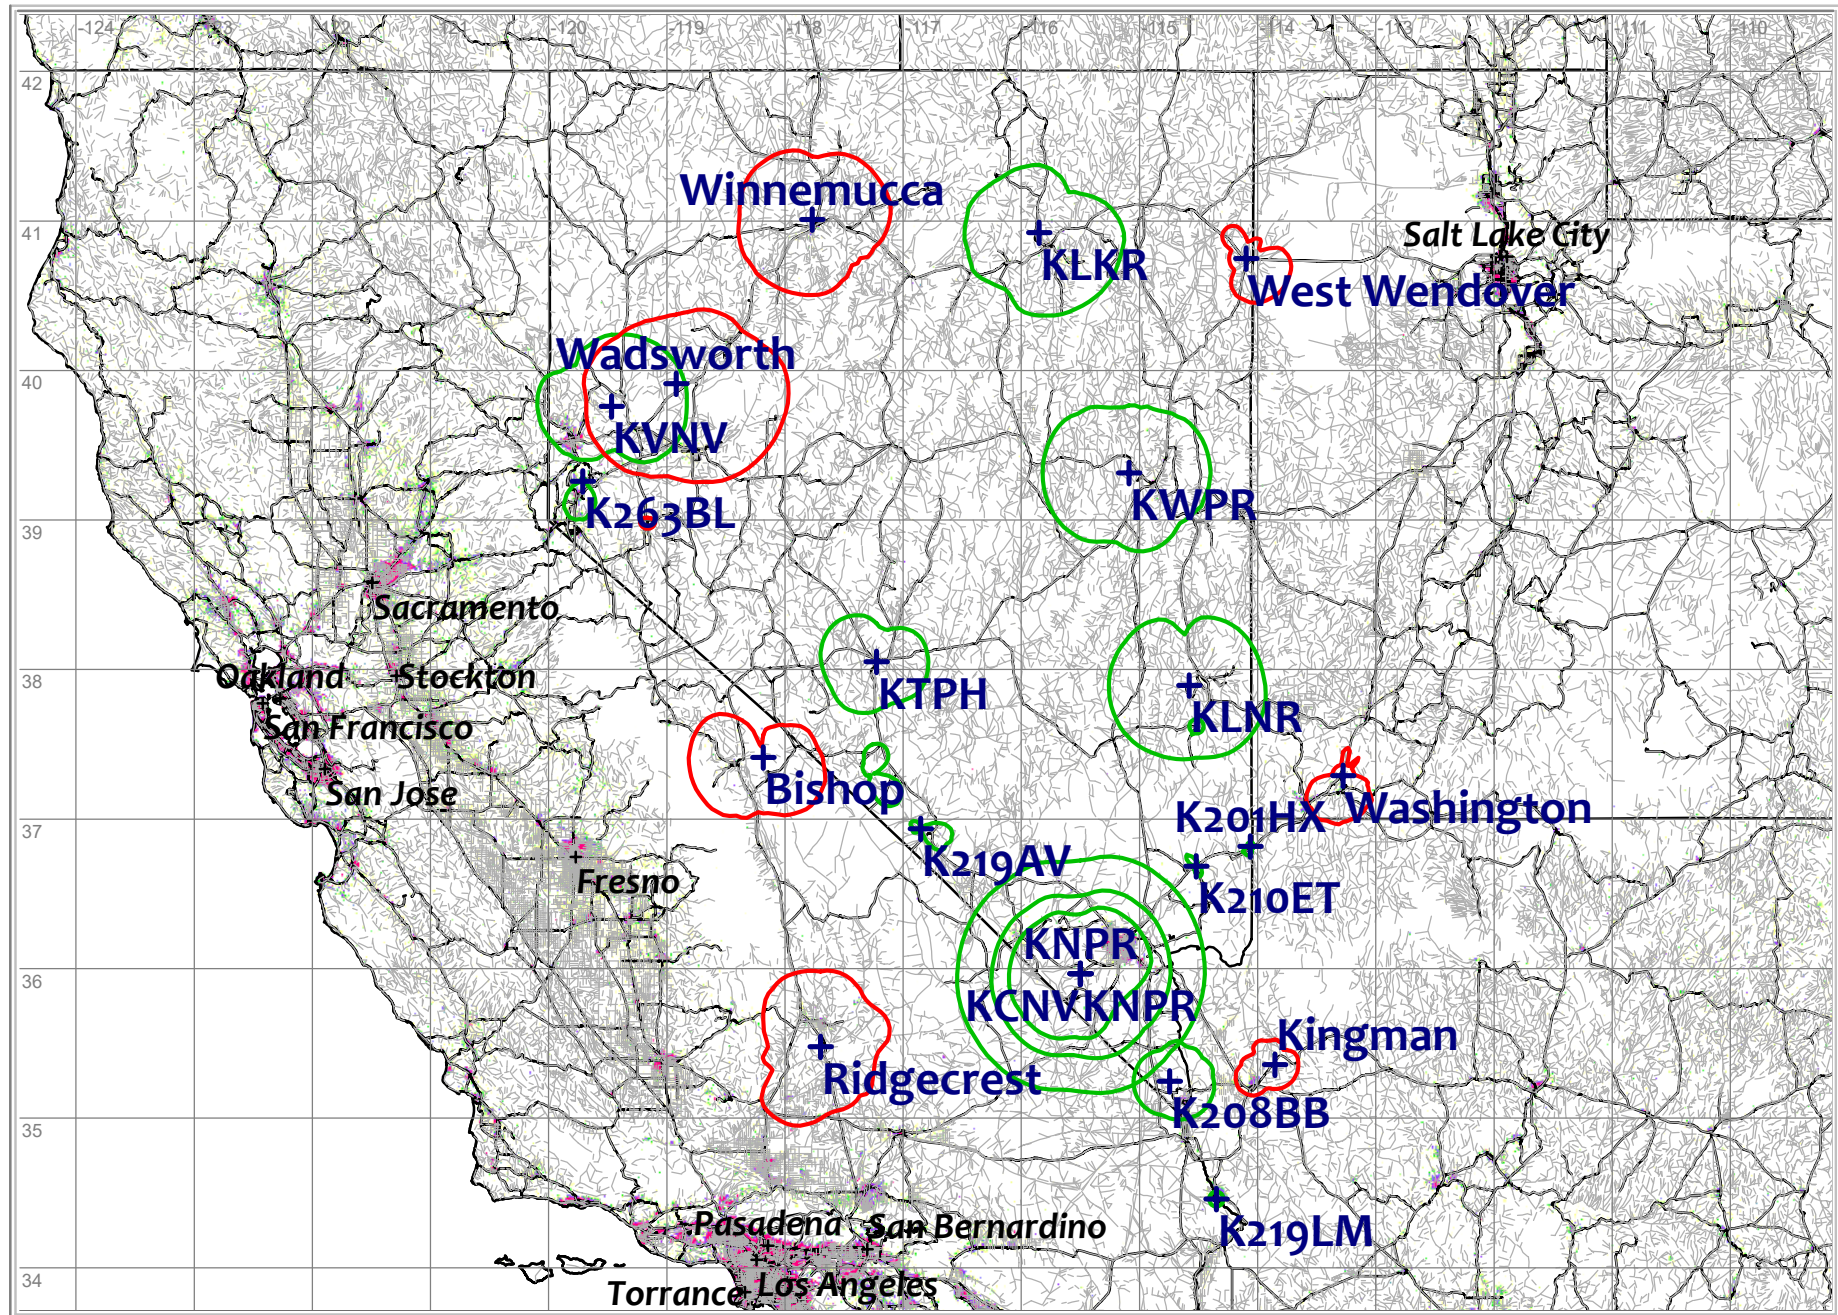 -124 -123 -122 -121 -120 -119 -118 -117 -116 -115 -114 -113 -112 -111 -110
42
Winnemucca
41
Salt Lake City
KLKR
West Wendover
Wadsworth
40
KVNV
KWPR
K263BL
39
Sacramento
Oakland
Stockton
38
KTPH
KLNR
San Francisco
Bishop
San Jose
Washington
K201HX
37
K219AV
Fresno
K210ET
KNPR
36
KCNVKNPR
Kingman
Ridgecrest
K208BB
35
Pasadena
San Bernardino
K219LM
34
Los Angeles
Torrance